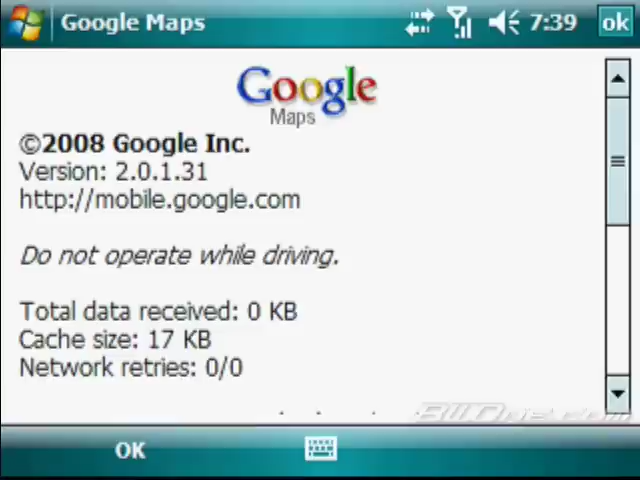 Google Maps
7:39
ok
Google
Maps
©2008 Google Inc.
Version: 2.0.1.31
http://mobile.google.com
Do not operate while driving.
Total data received: 0 KB
Cache size: 17 KB
Network retries: 0/0
OK